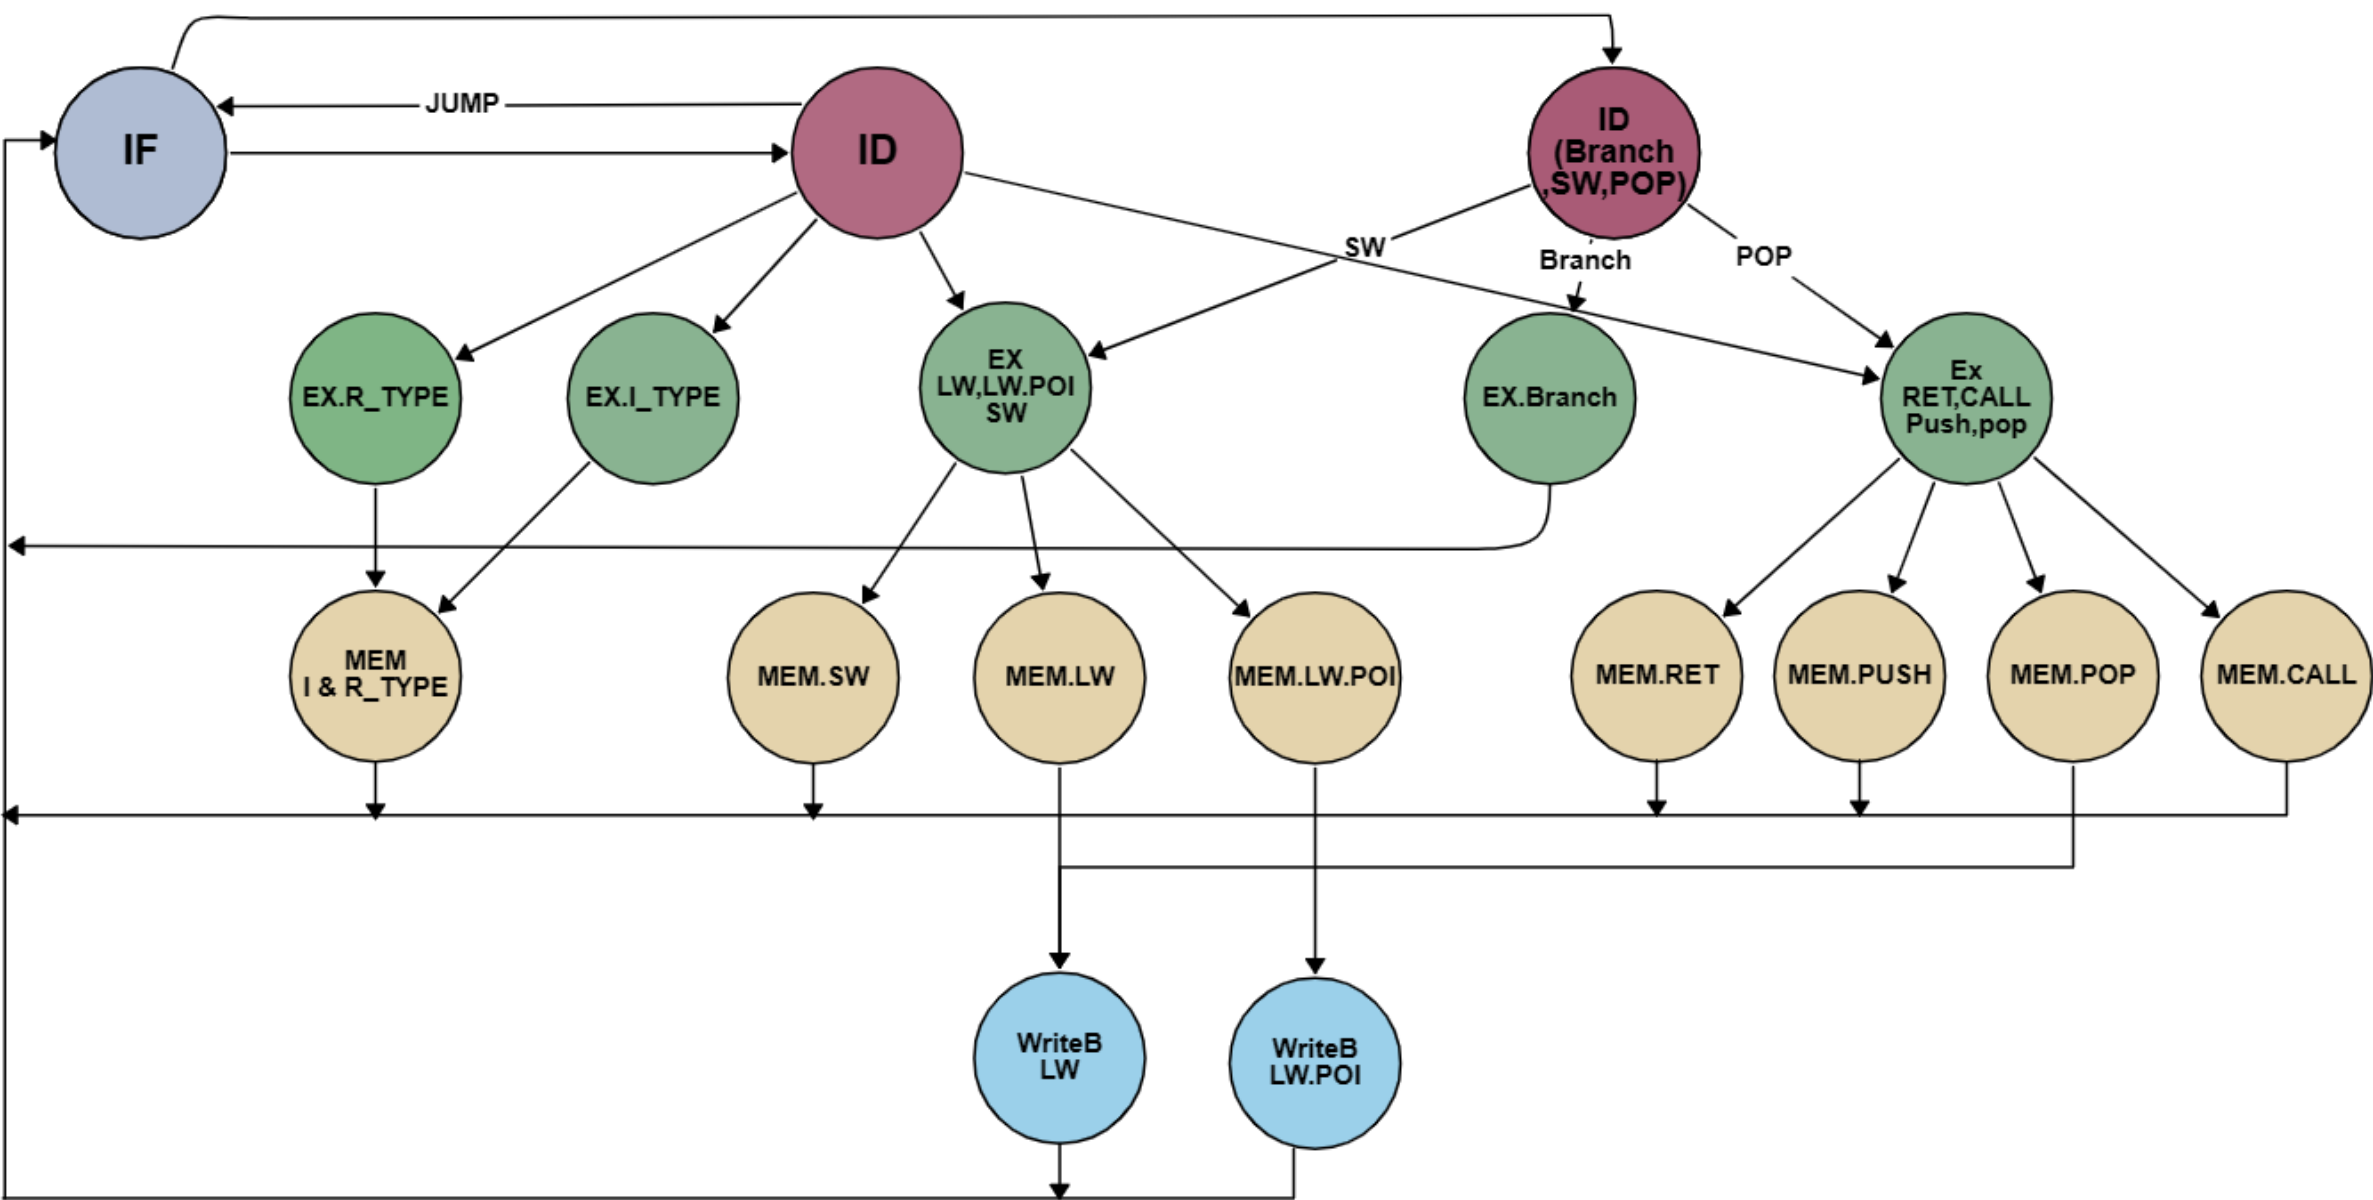 JUMP
IF
ID
ID
(Branch
,SW,POP)
SW
Branch
POP
EX.R_TYPE
EX.I_TYPE
EX
LW,LW.POI
SW
EX.Branch
Ex
RET,CALL
Push,pop
MEM
I & R_TYPE
MEM.SW
MEM.LW
MEM.LW.POI
MEM.RET
MEM.PUSH
MEM.POP
MEM.CALL
WriteB
LW
WriteB
LW.POI